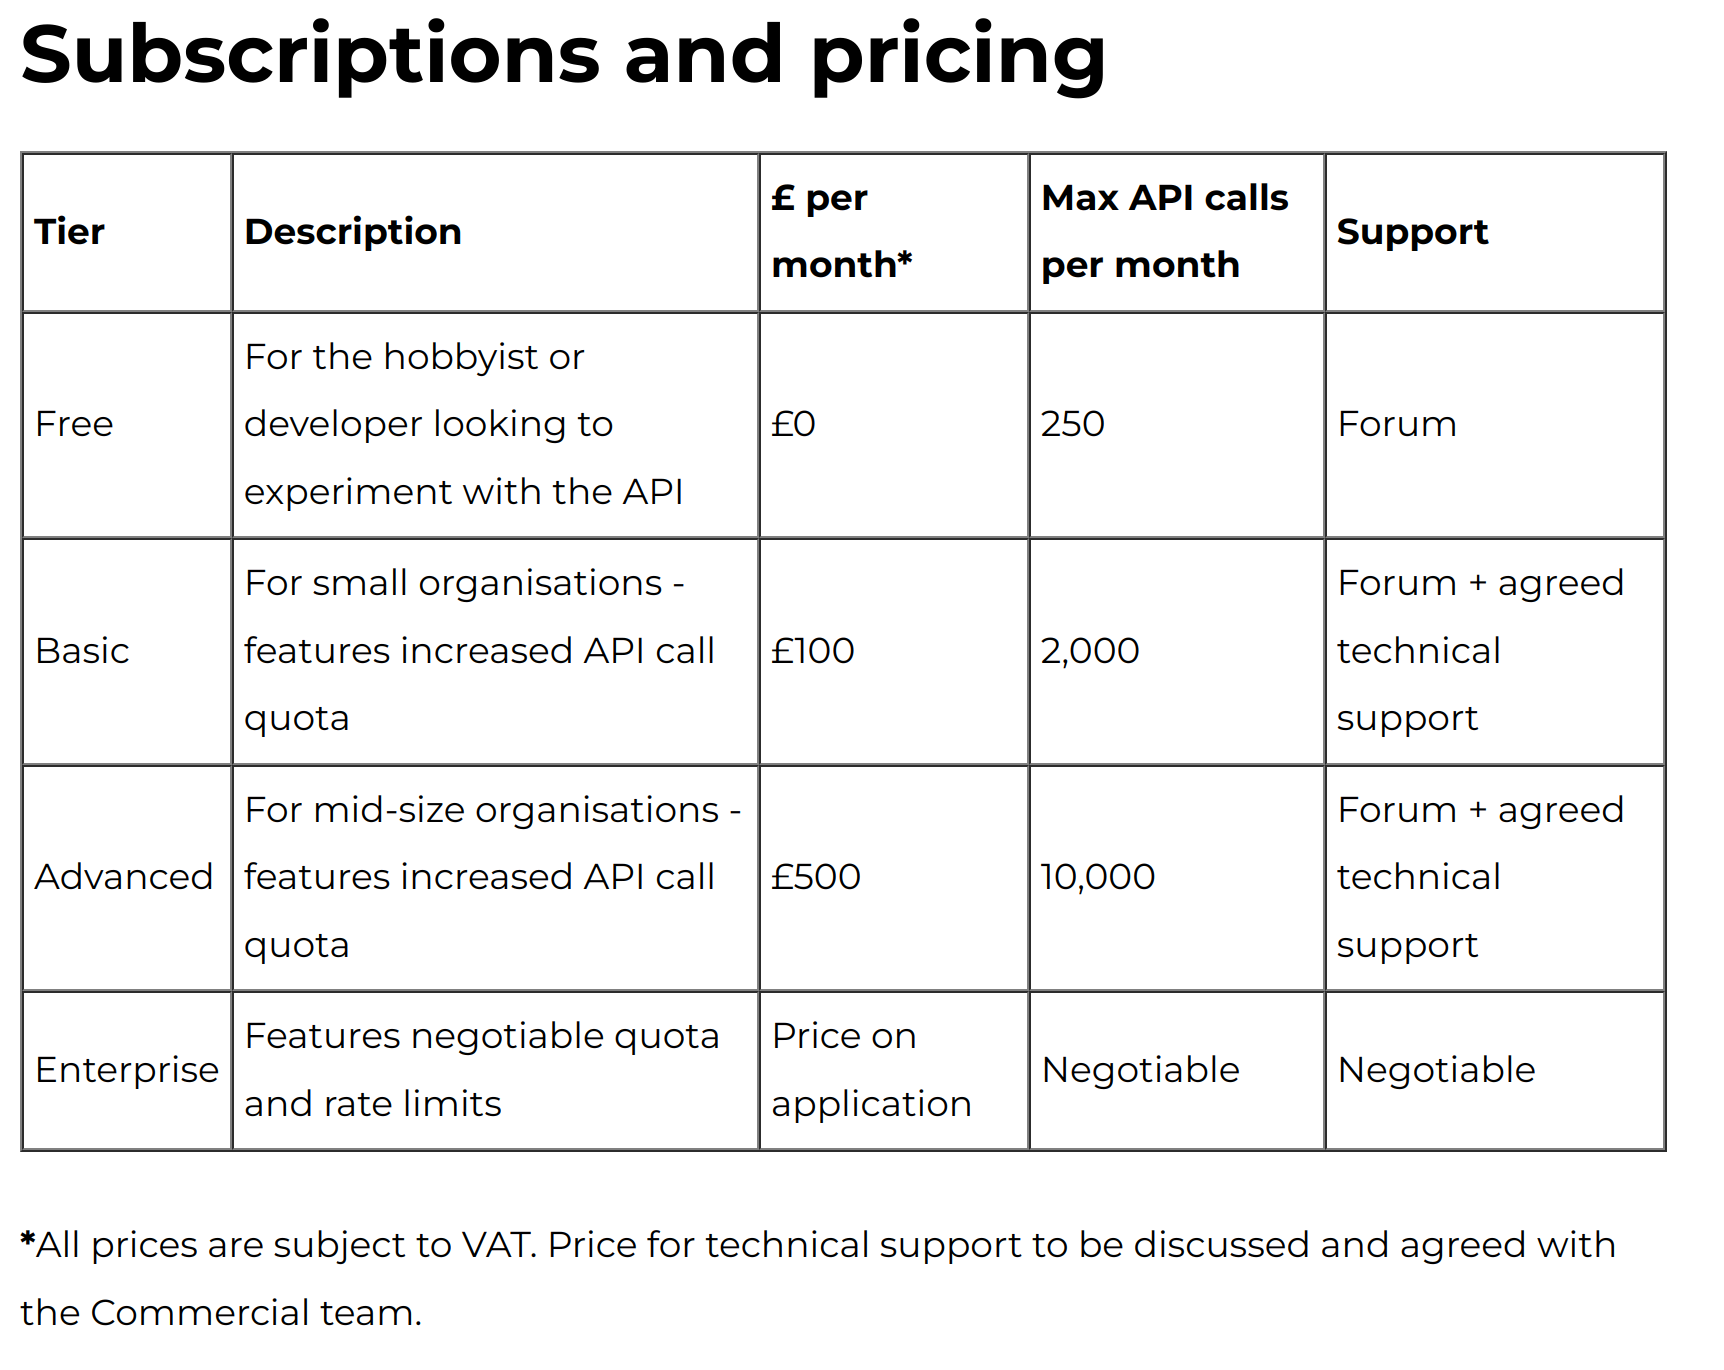 Subscriptions and pricing
Tier
Description
£ per
month*
Max API calls
per month
Support
Free
For the hobbyist or
developer looking to
experiment with the API
£0
250
Forum
Basic
For small organisations -
features increased API call
quota
£100
2,000
Forum + agreed
technical
support
Advanced
For mid-size organisations -
features increased API call
quota
£500
10,000
Forum + agreed
technical
support
Enterprise
Features negotiable quota
and rate limits
Price on
application
Negotiable
Negotiable
*All prices are subject to VAT. Price for technical support to be discussed and agreed with
the Commercial team.